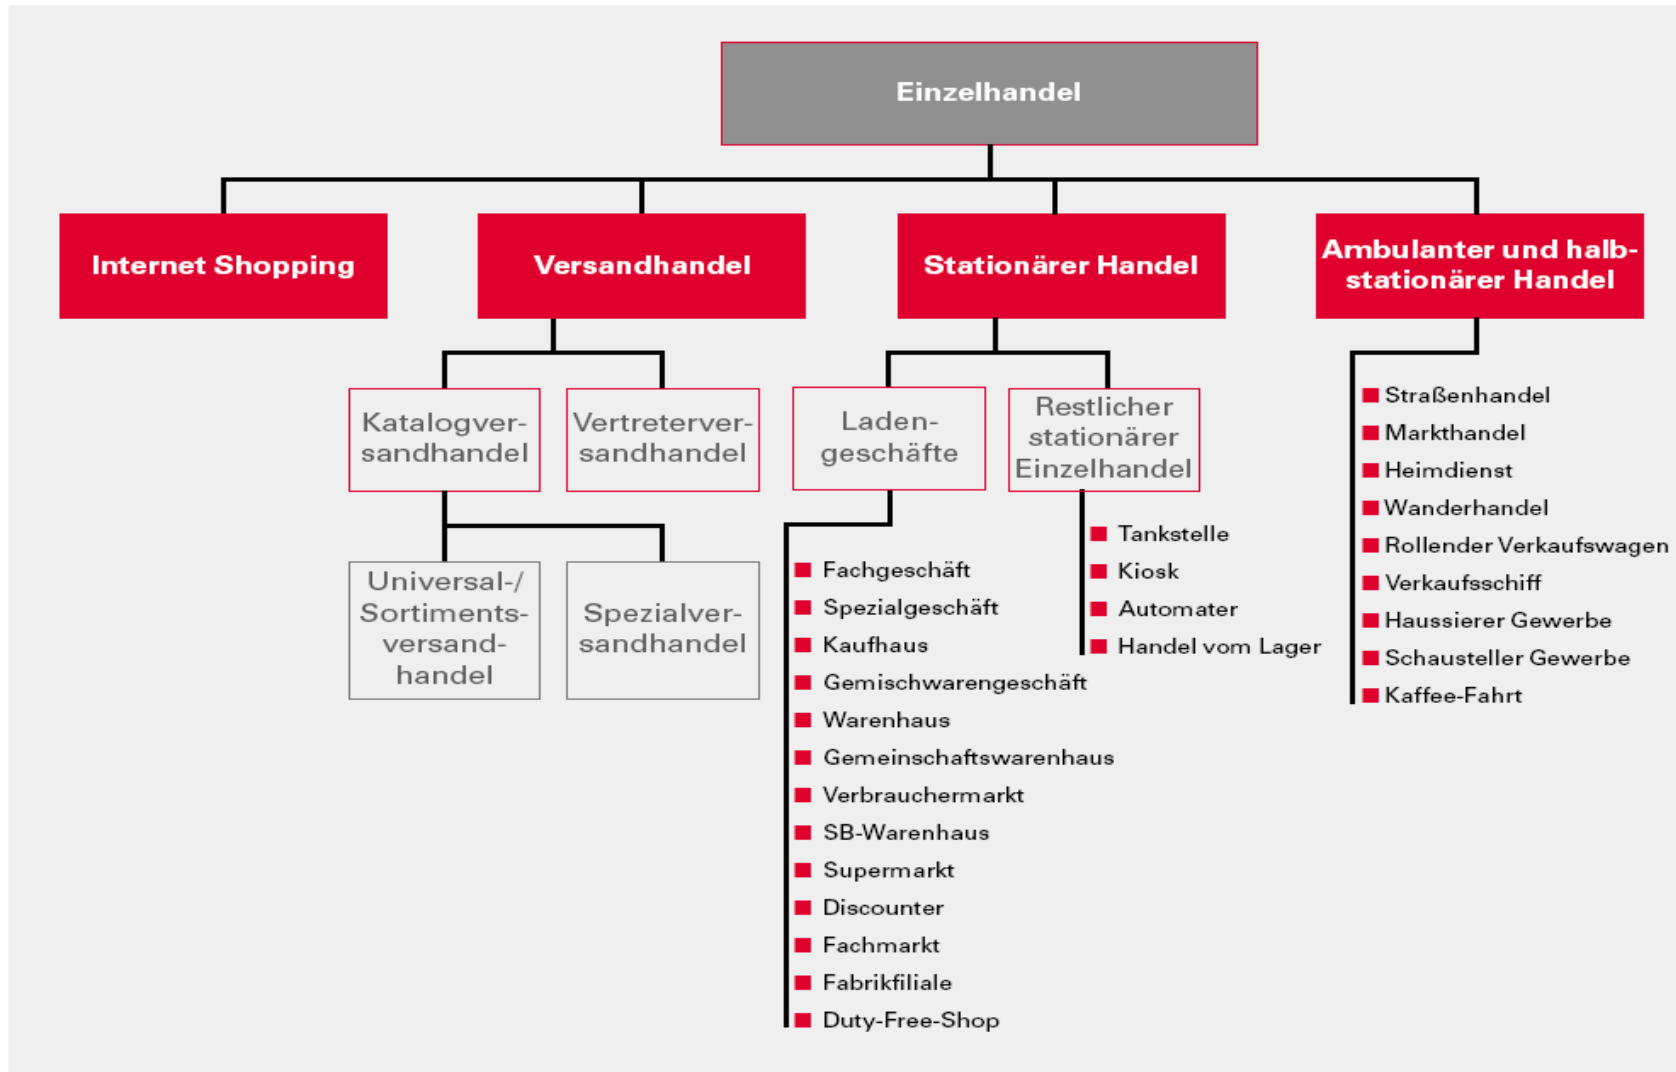 Einzelhandel
Internet Shopping
Versandhandel
Stationärer Handel
Ambulanter und halb-
stationärer Handel
Katalogver-
sandhandel
Vertreterver-
sandhandel
Universal-/
Sortiments-
versand-
handel
Spezialver-
sandhandel
Laden-
geschäfte
Fachgeschäft
Spezialgeschäft
Kaufhaus
Gemischwarengeschäft
Warenhaus
Gemeinschaftswarenhaus
Verbrauchermarkt
SB-Warenhaus
Supermarkt
Discounter
Fachmarkt
Fabrikfiliale
Duty-Free-Shop
Restlicher
stationärer
Einzelhandel
Tankstelle
Kiosk
Automater
Handel vom Lager
Straßenhandel
Markthandel
Heimdienst
Wanderhandel
Rollender Verkaufswagen
Verkaufsschiff
Haussierer Gewerbe
Schausteller Gewerbe
Kaffee-Fahrt